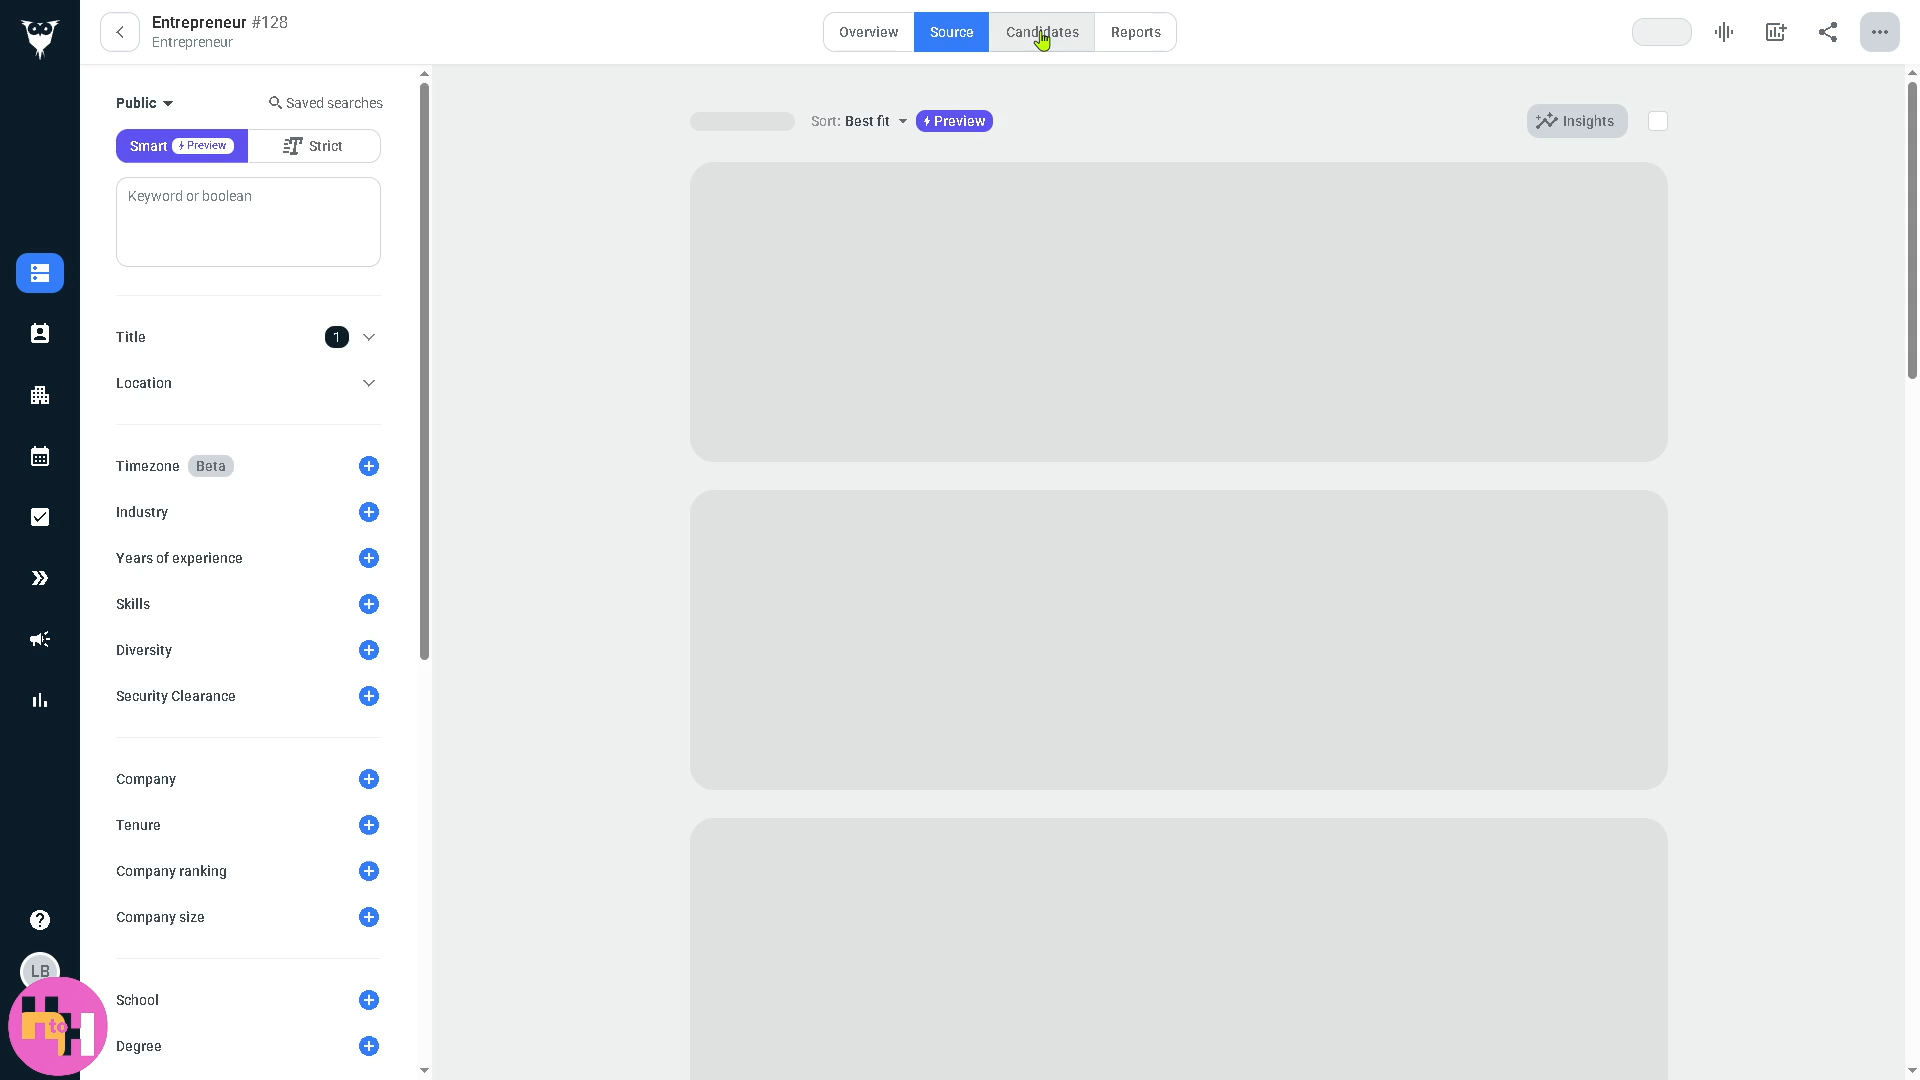 Entrepreneur #128
Entrepreneur
Overview
Source
Candidates
Reports
Public
Saved searches
Smart
Preview
Strict
Keyword or boolean
Sort: Best fit
Preview
Insights
Title
1
Location
Timezone
Beta
Industry
Years of experience
Skills
Diversity
Security Clearance
Company
Tenure
Company ranking
Company size
School
Degree
LB
to